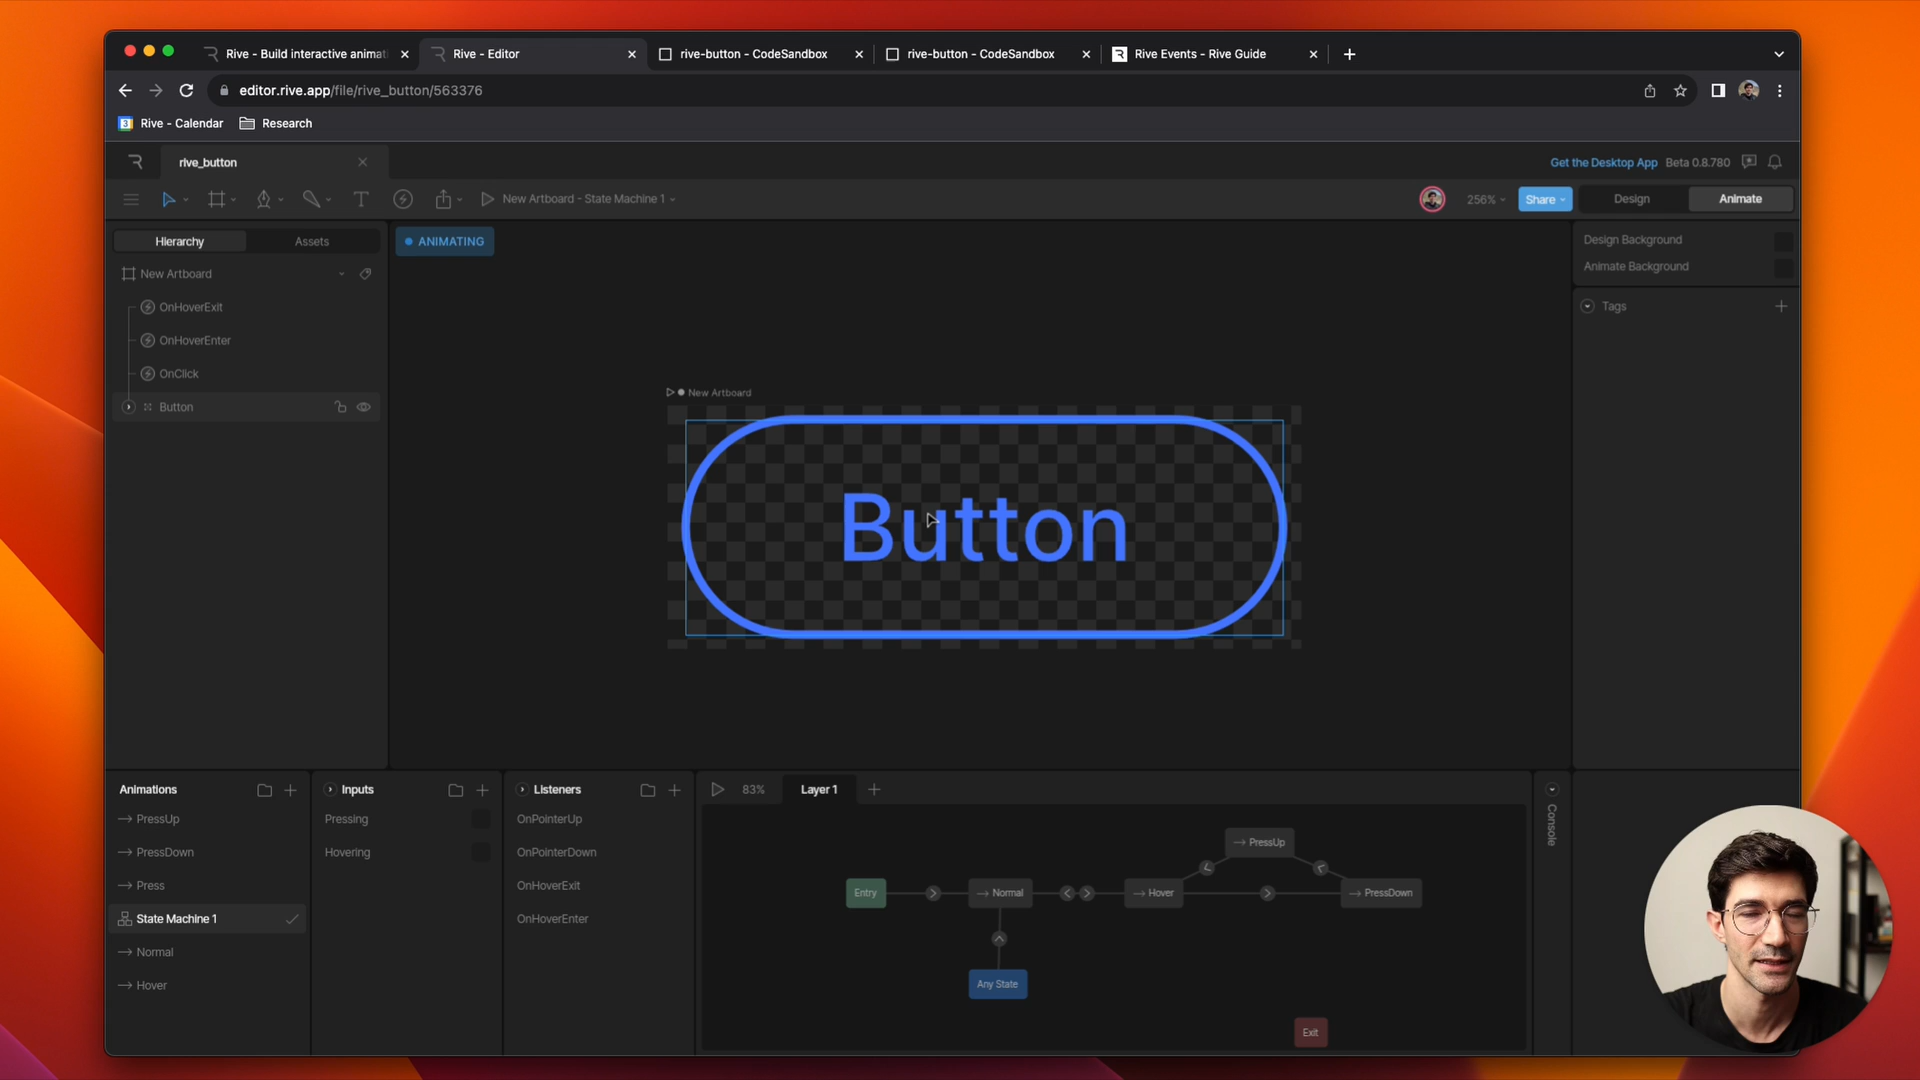 Rive - Build interactive animat
Rive - Editor
rive-button - CodeSandbox
rive-button - CodeSandbox
Rive Events - Rive Guide
editor.rive.app/file/rive_button/563376
Rive - Calendar
Research
rive_button
Get the Desktop App
Beta 0.8.780
New Artboard - State Machine 1
256%
Share
Design
Animate
Hierarchy
Assets
ANIMATING
Design Background
Animate Background
Tags
New Artboard
OnHoverExit
OnHoverEnter
OnClick
Button
New Artboard
Button
Animations
PressUp
PressDown
Press
State Machine 1
Normal
Hover
Inputs
Pressing
Hovering
Listeners
OnPointerUp
OnPointerDown
OnHoverExit
OnHoverEnter
83%
Layer 1
Console
PressUp
Entry
Normal
Hover
PressDown
Any State
Exit